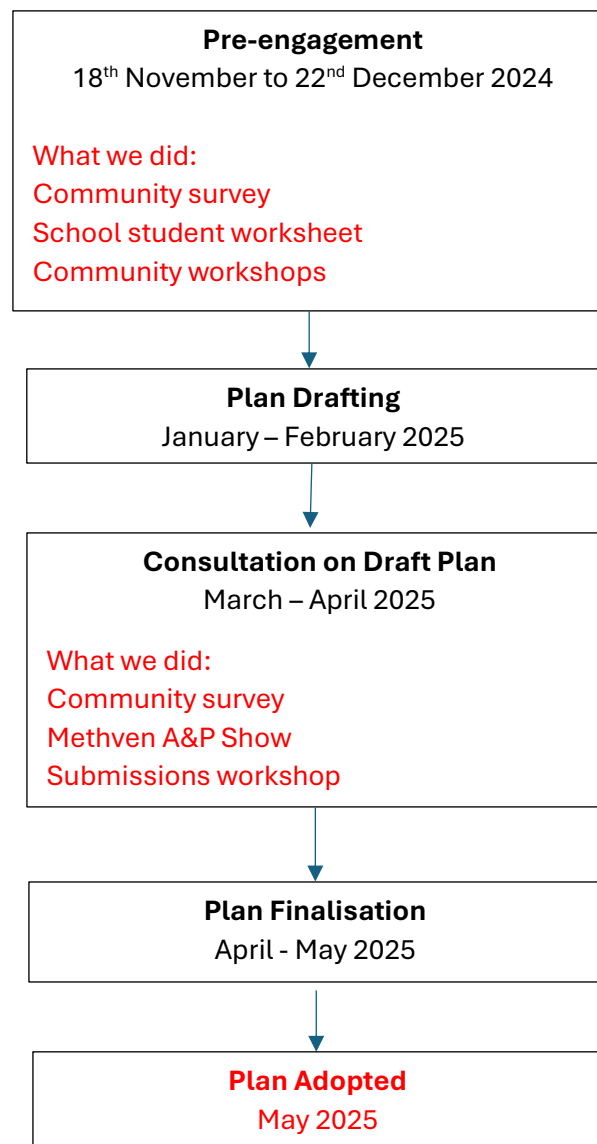 Pre-engagement
18th November to 22nd December 2024
What we did:
Community survey
School student worksheet
Community workshops
Plan Drafting
January – February 2025
Consultation on Draft Plan
March – April 2025
What we did:
Community survey
Methven A&P Show
Submissions workshop
Plan Finalisation
April - May 2025
Plan Adopted
May 2025